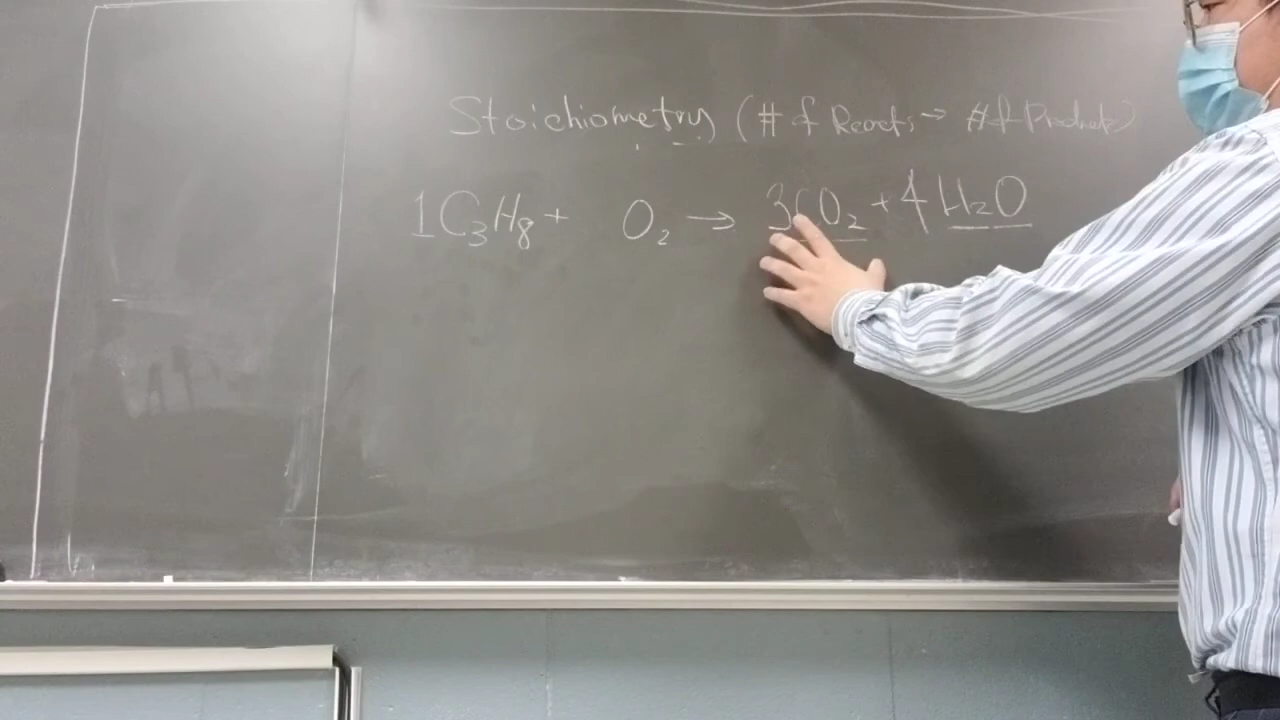 Stoichiometry (# of Reacts → # of Products)
1C₃H₈ + O₂ → 3CO₂ + 4H₂O